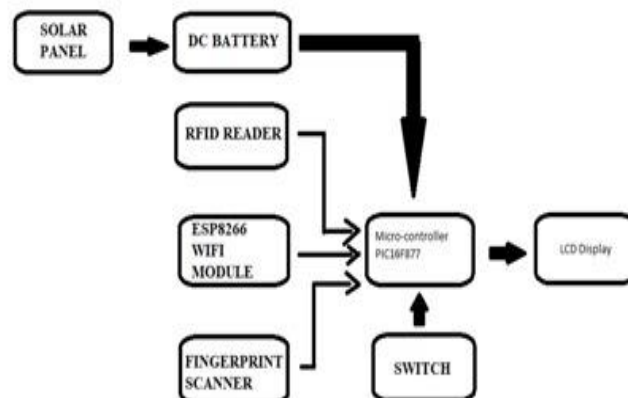 SOLAR
PANEL
DC BATTERY
RFID READER
ESP8266
WIFI
MODULE
Micro-controller
PIC16F877
LCD Display
FINGERPRINT
SCANNER
SWITCH